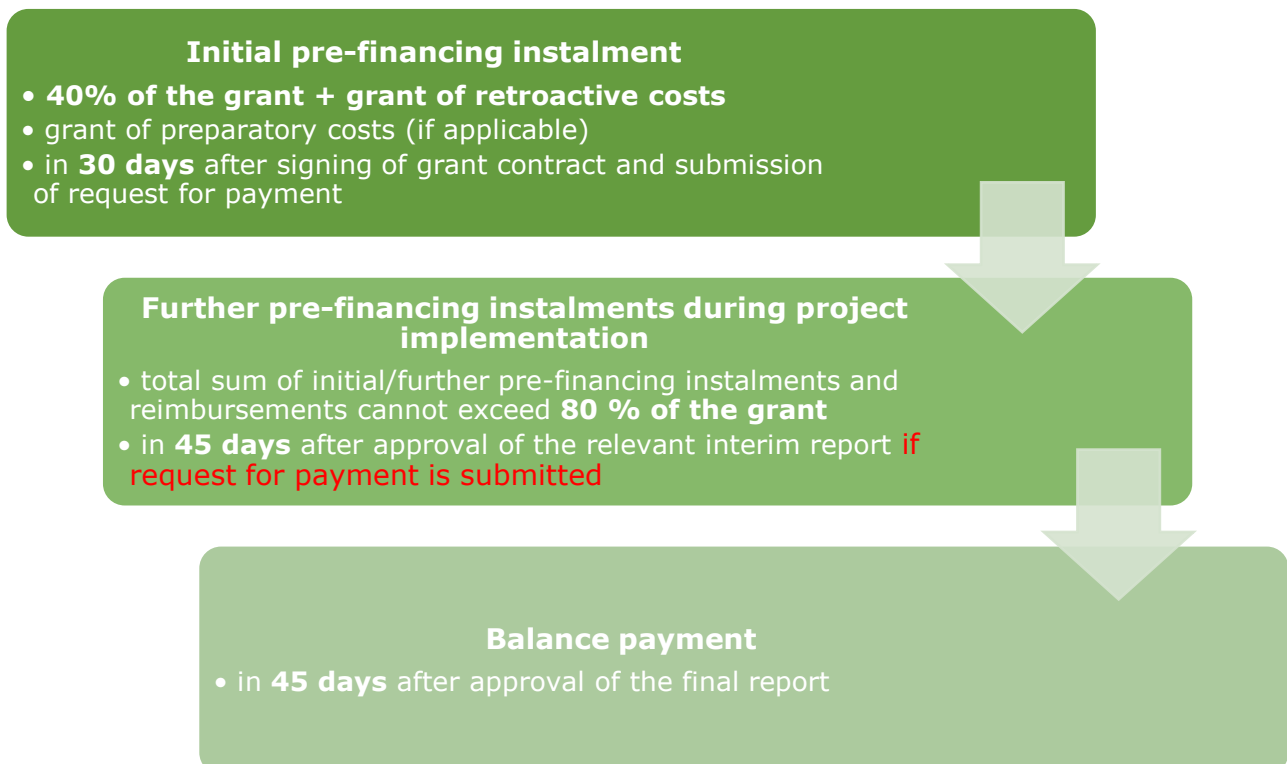 Initial pre-financing instalment
• 40% of the grant + grant of retroactive costs
• grant of preparatory costs (if applicable)
• in 30 days after signing of grant contract and submission
of request for payment
Further pre-financing instalments during project
implementation
• total sum of initial/further pre-financing instalments and
reimbursements cannot exceed 80 % of the grant
• in 45 days after approval of the relevant interim report if
request for payment is submitted
Balance payment
• in 45 days after approval of the final report